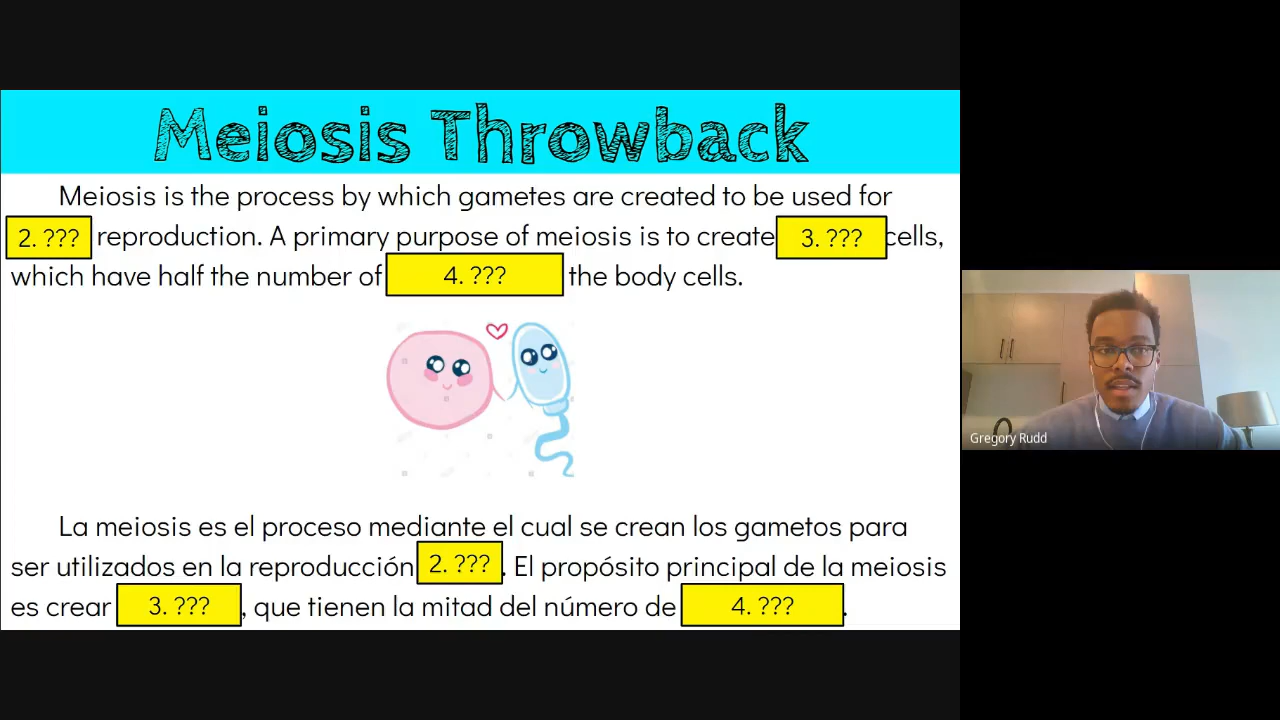 Meiosis Throwback
Meiosis is the process by which gametes are created to be used for
2. ??? reproduction. A primary purpose of meiosis is to create 3. ??? cells,
which have half the number of 4. ??? the body cells.
Gregory Rudd
La meiosis es el proceso mediante el cual se crean los gametos para
ser utilizados en la reproducción 2. ???. El propósito principal de la meiosis
es crear 3. ???, que tienen la mitad del número de 4. ???.